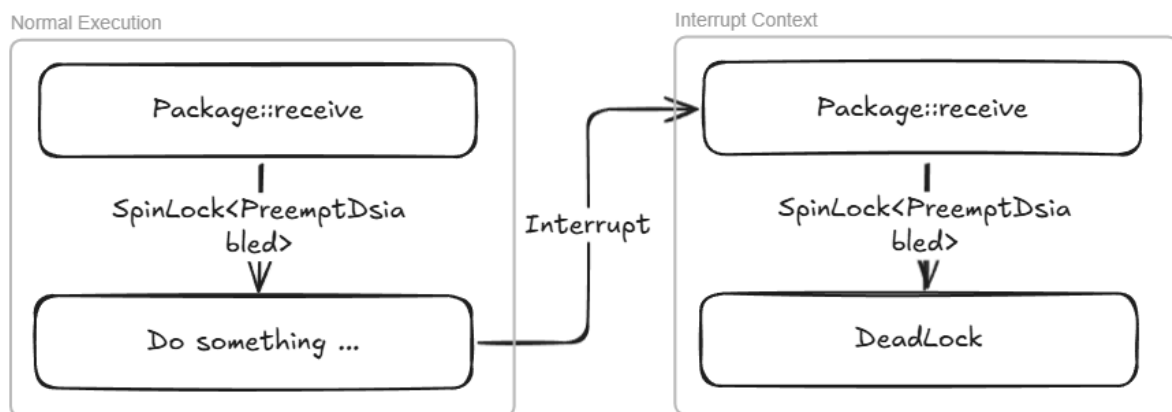 Normal Execution
Package::receive
SpinLock<PreemptDsia
bled>
Do something ...
Interrupt
Interrupt Context
Package::receive
SpinLock<PreemptDsia
bled>
DeadLock